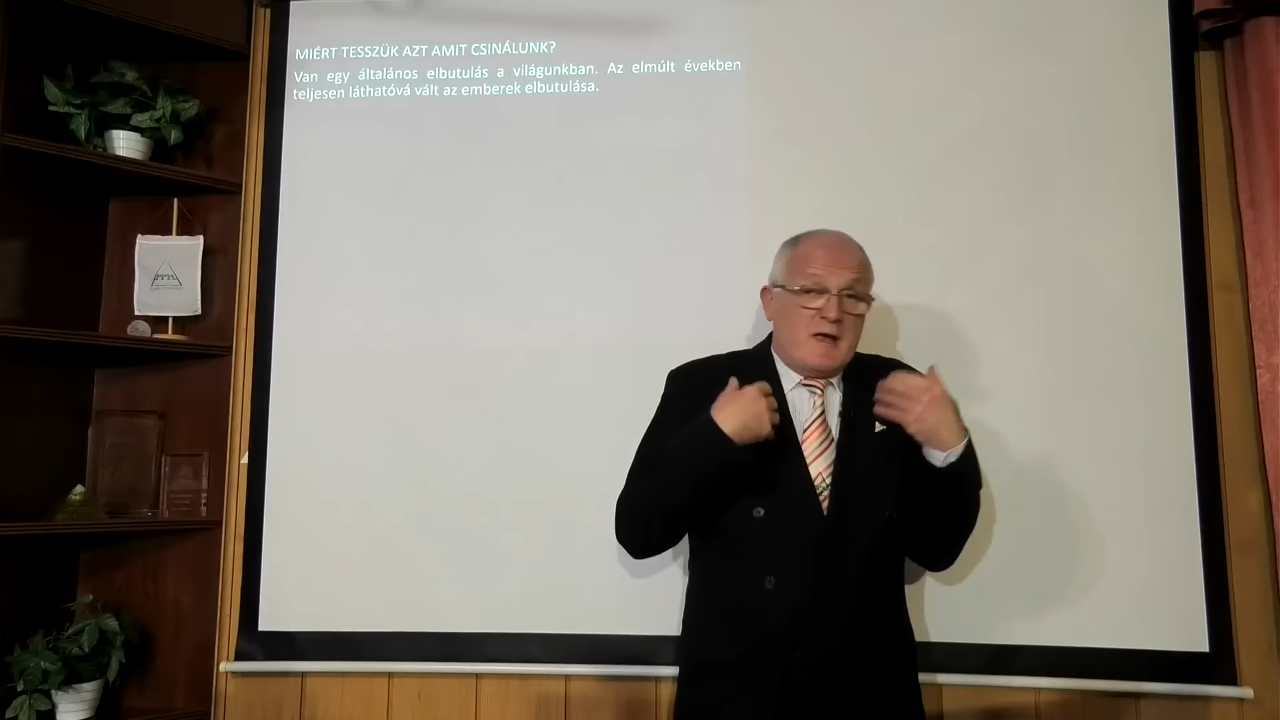 MIÉRT TESSZÜK AZT AMIT CSINÁLUNK?
Van egy általános elbutulás a világunkban. Az elmúlt években
teljesen láthatóvá vált az emberek elbutulása.